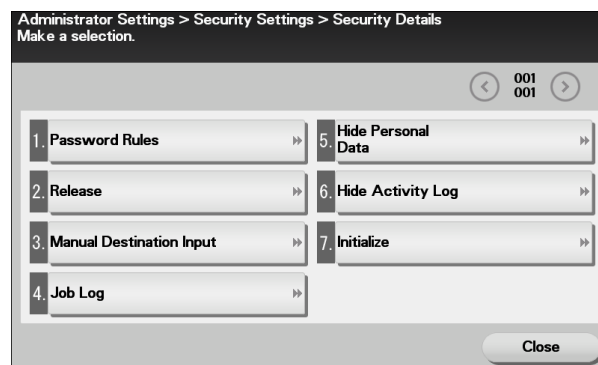 Administrator Settings > Security Settings > Security Details
Make a selection.
001
001
1. Password Rules
2. Release
3. Manual Destination Input
4. Job Log
5. Hide Personal
Data
6. Hide Activity Log
7. Initialize
Close